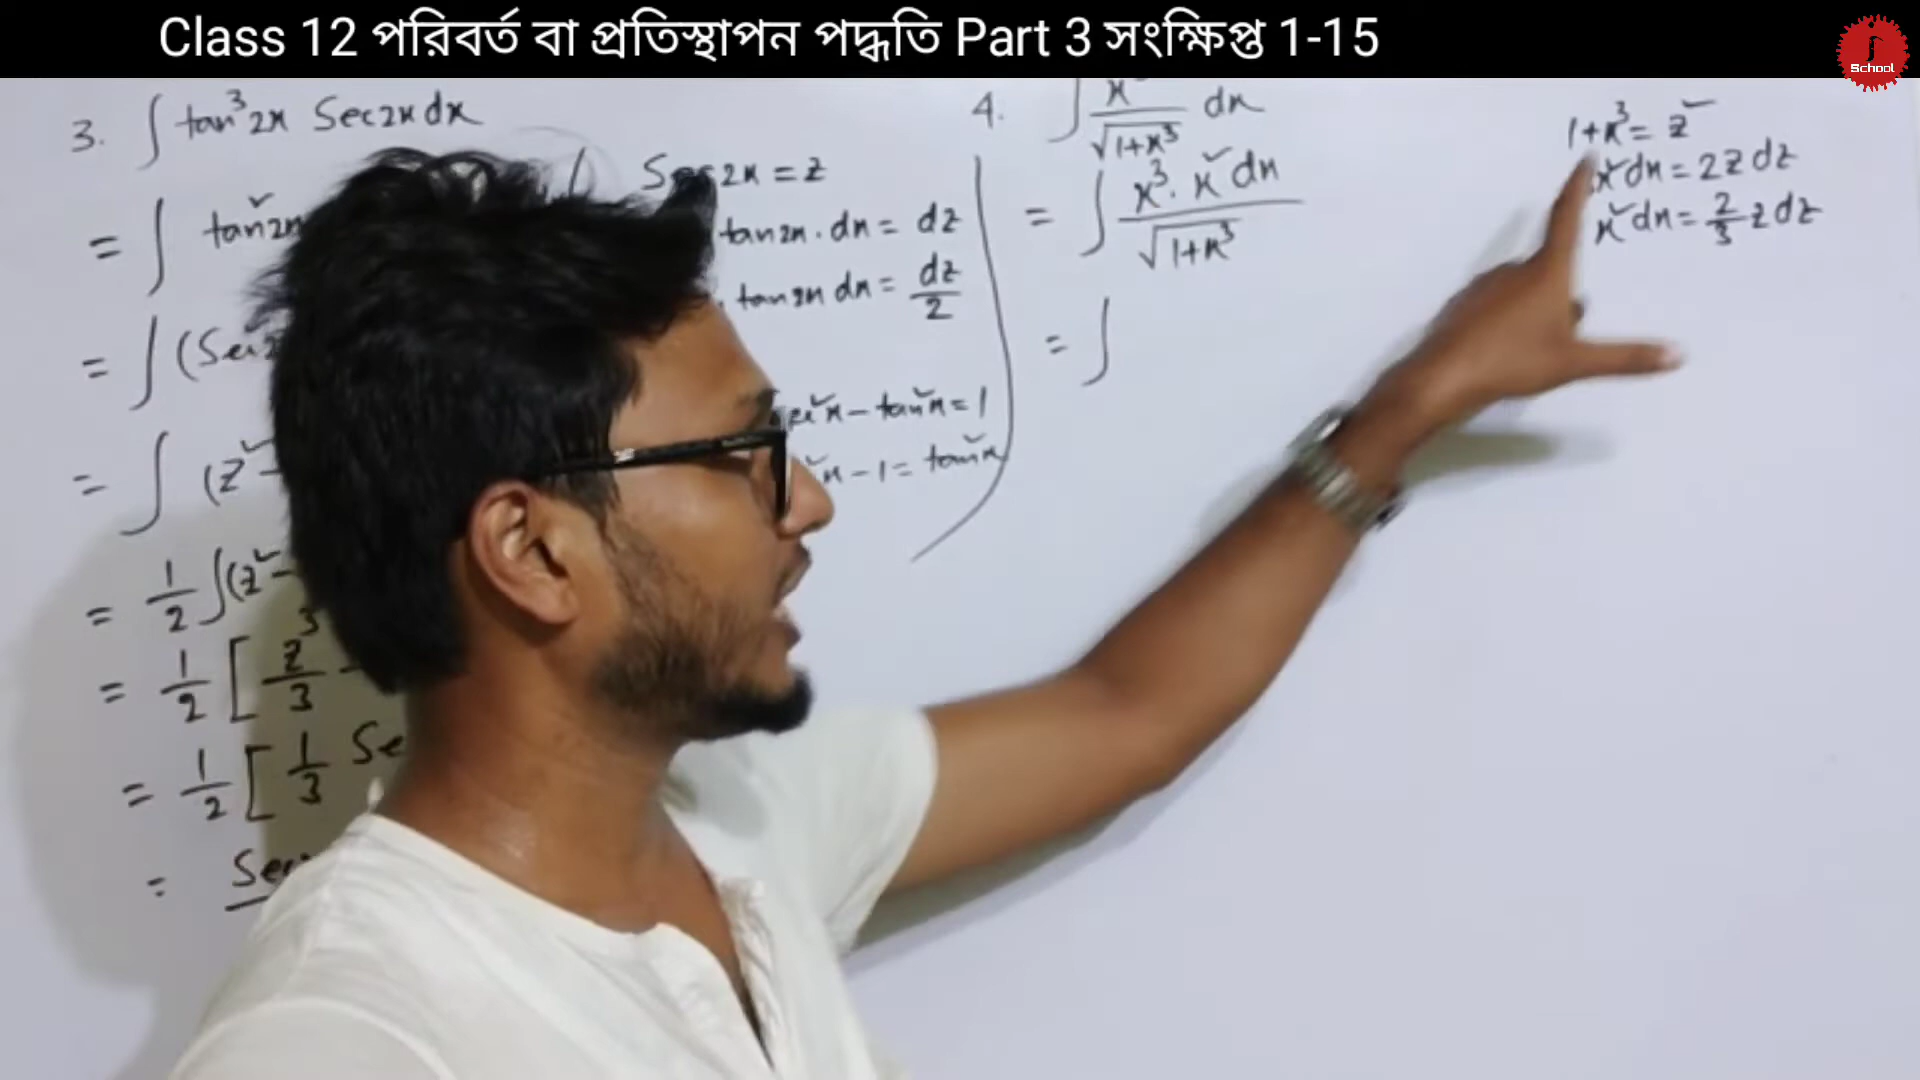 Class 12 পরিবর্ত বা প্রতিস্থাপন পদ্ধতি Part 3 সংক্ষিপ্ত 1-15
School
3. ∫ tan³2x Sec2x dx
= ∫ tan²2x
Sec2x = z
tan2x . dx = dz
= ∫ (Sec²2
tan2x dx = dz/2
= ∫ (z² -
sec²x - tan²x = 1
²x - 1 = tan²x
= 1/2 ∫(z² -
= 1/2 [ z³/3 -
= 1/2 [ 1/3 Se
= Sec
4. ∫ x / √1+x³ dx
= ∫ x³ . x² dx / √1+x³
= ∫
1+x³ = z²
x² dx = 2z dz
x² dx = 2/3 z dz